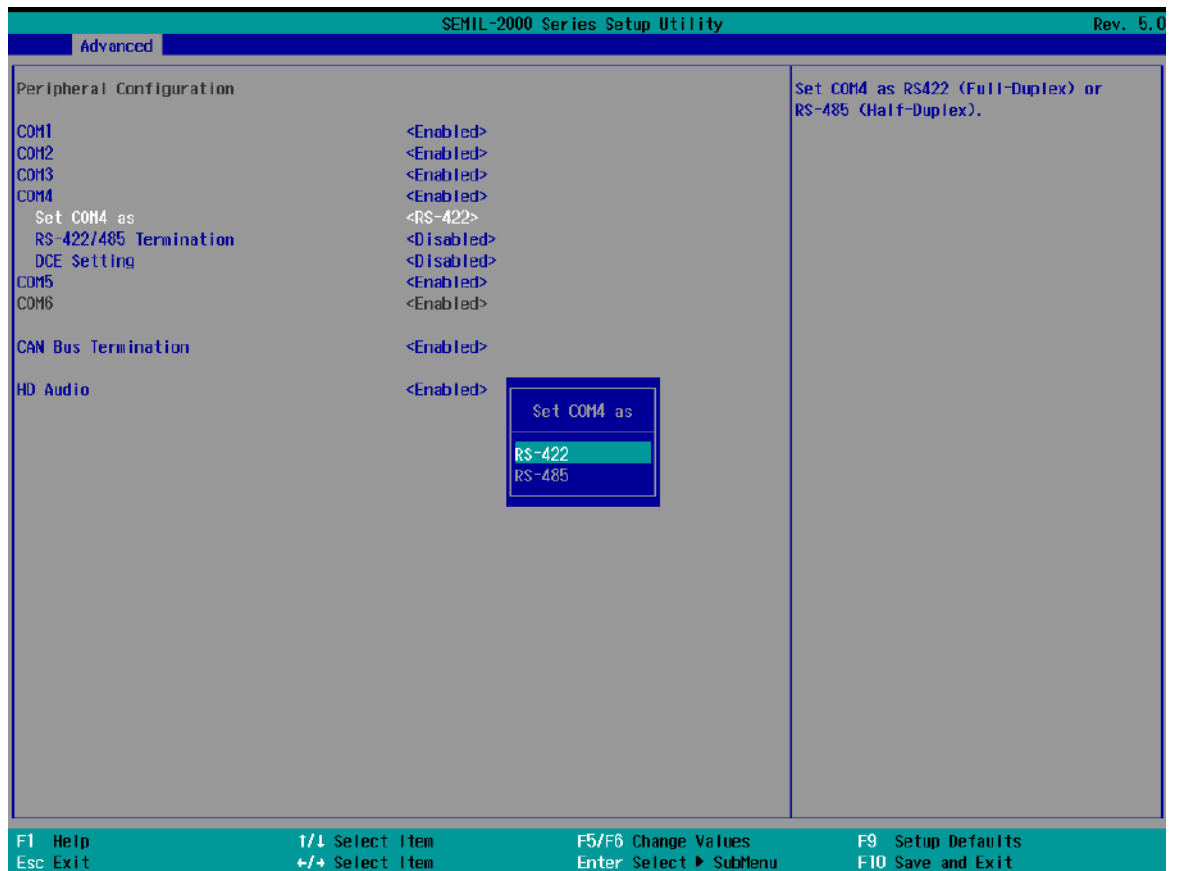 SEMIL-2000 Series Setup Utility Rev. 5.0
Advanced
Peripheral Configuration
COM1 <Enabled>
COM2 <Enabled>
COM3 <Enabled>
COM4 <Enabled>
Set COM4 as <RS-422>
RS-422/485 Termination <Disabled>
DCE Setting <Disabled>
COM5 <Enabled>
COM6 <Enabled>
CAN Bus Termination <Enabled>
HD Audio <Enabled>
Set COM4 as
RS-422
RS-485
Set COM4 as RS422 (Full-Duplex) or
RS-485 (Half-Duplex).
F1 Help ↑/↓ Select Item F5/F6 Change Values F9 Setup Defaults
Esc Exit ←/→ Select Item Enter Select ▶ SubMenu F10 Save and Exit